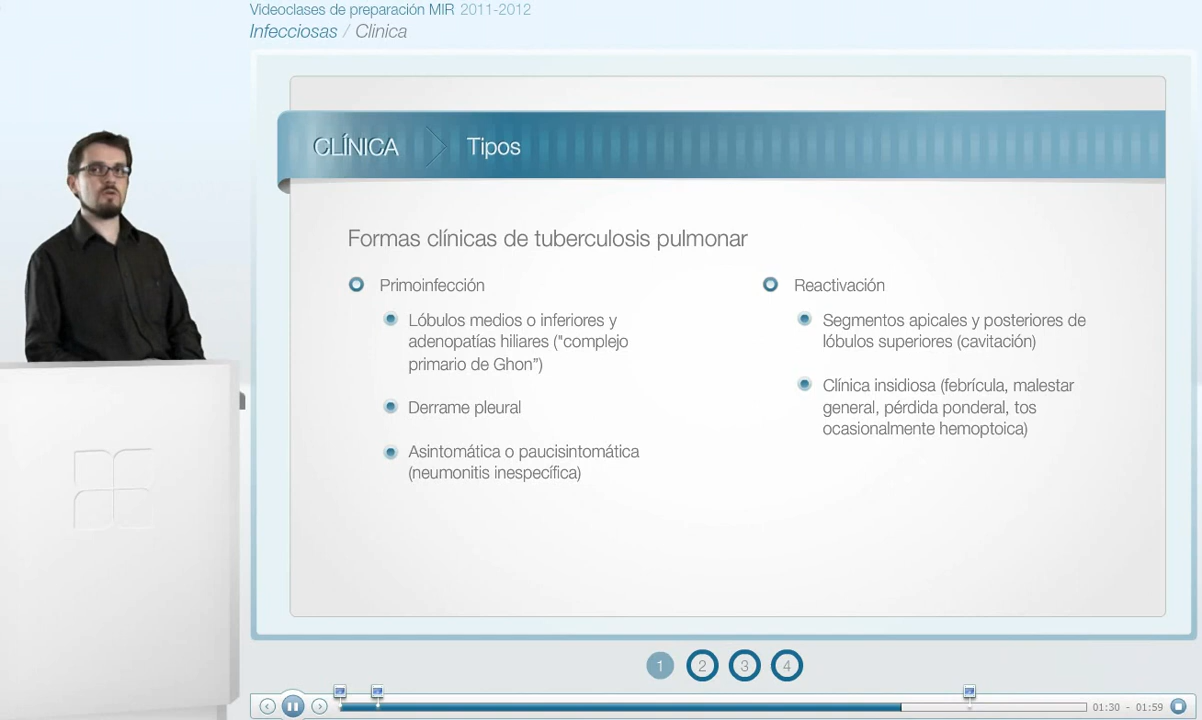 Videoclases de preparación MIR 2011-2012
Infecciosas / Clinica
CLÍNICA
Tipos
Formas clínicas de tuberculosis pulmonar
Primoinfección
Lóbulos medios o inferiores y
adenopatías hiliares ("complejo
primario de Ghon”)
Derrame pleural
Asintomática o paucisintomática
(neumonitis inespecífica)
Reactivación
Segmentos apicales y posteriores de
lóbulos superiores (cavitación)
Clínica insidiosa (febrícula, malestar
general, pérdida ponderal, tos
ocasionalmente hemoptoica)
1 2 3 4
01:30 - 01:59